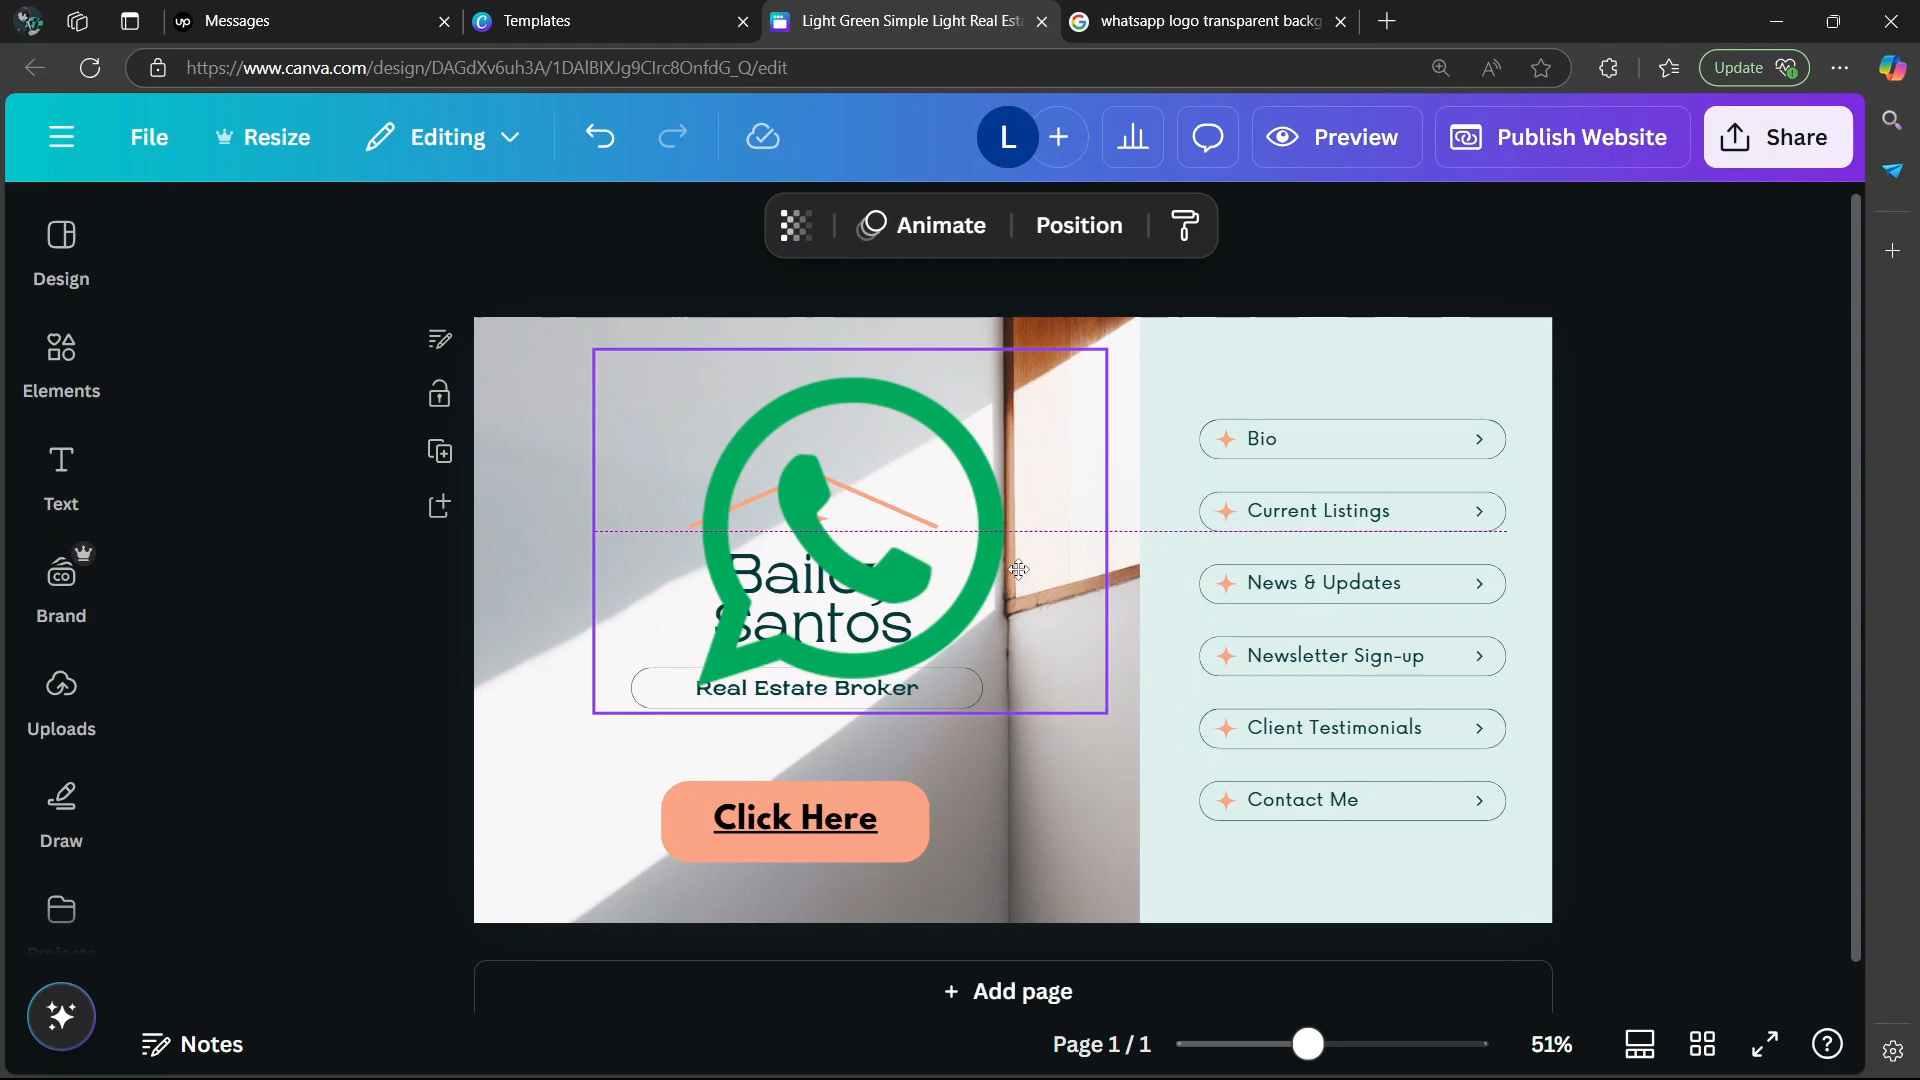 Messages
Templates
Light Green Simple Light Real Est
whatsapp logo transparent backg
https://www.canva.com/design/DAGdXv6uh3A/1DAlBlXJg9Clrc8OnfdG_Q/edit
Update
File
Resize
Editing
L
Preview
Publish Website
Share
Animate
Position
Design
Elements
Text
Brand
Uploads
Draw
Projects
Santos
Real Estate Broker
Click Here
Bio
Current Listings
News & Updates
Newsletter Sign-up
Client Testimonials
Contact Me
+ Add page
Notes
Page 1 / 1
51%